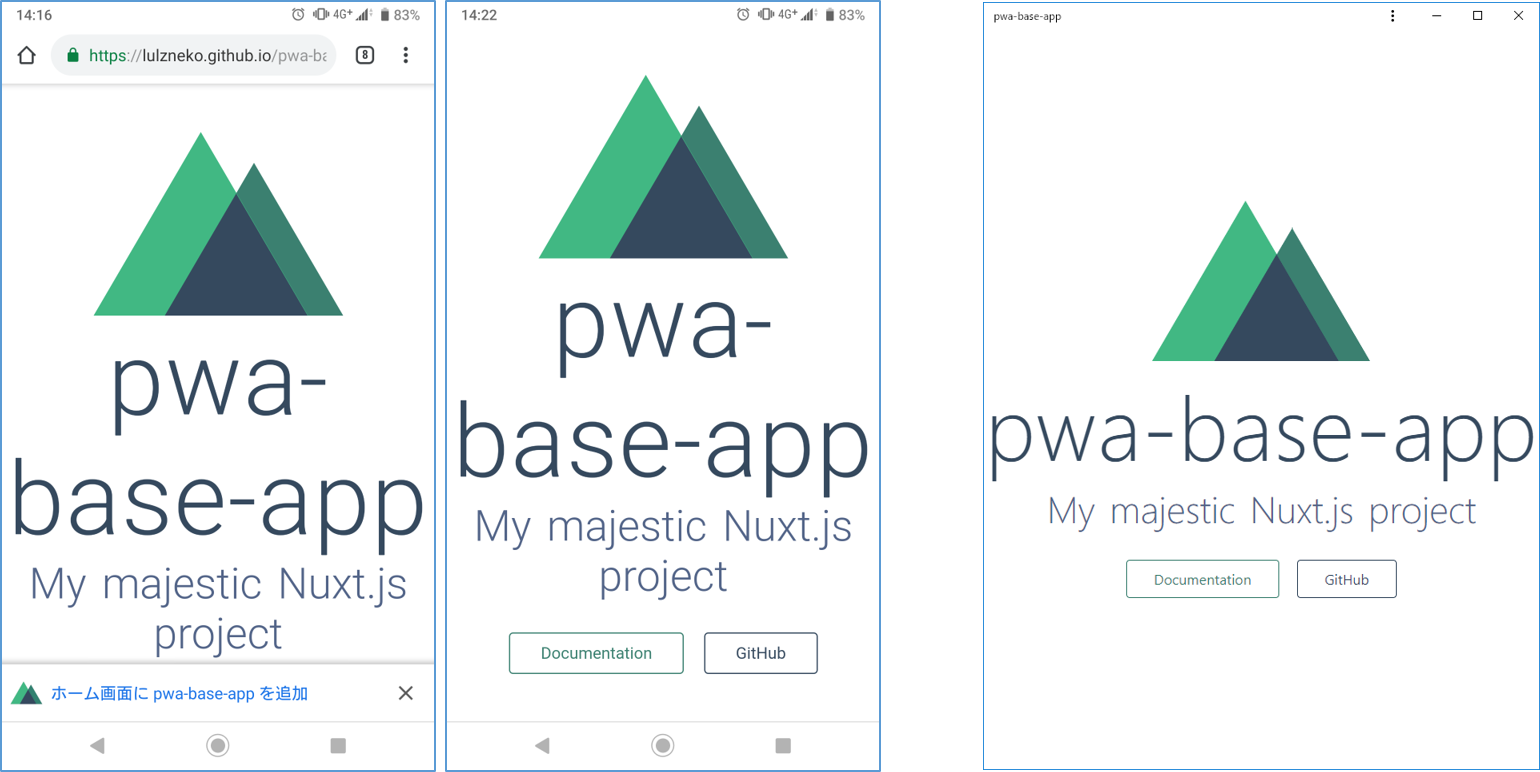 14:16 4G+ 83%
https://lulzneko.github.io/pwa-ba
8
pwa-
base-app
My majestic Nuxt.js
project
ホーム画面に pwa-base-app を追加
14:22 4G+ 83%
pwa-
base-app
My majestic Nuxt.js
project
Documentation GitHub
pwa-base-app
pwa-base-app
My majestic Nuxt.js project
Documentation GitHub